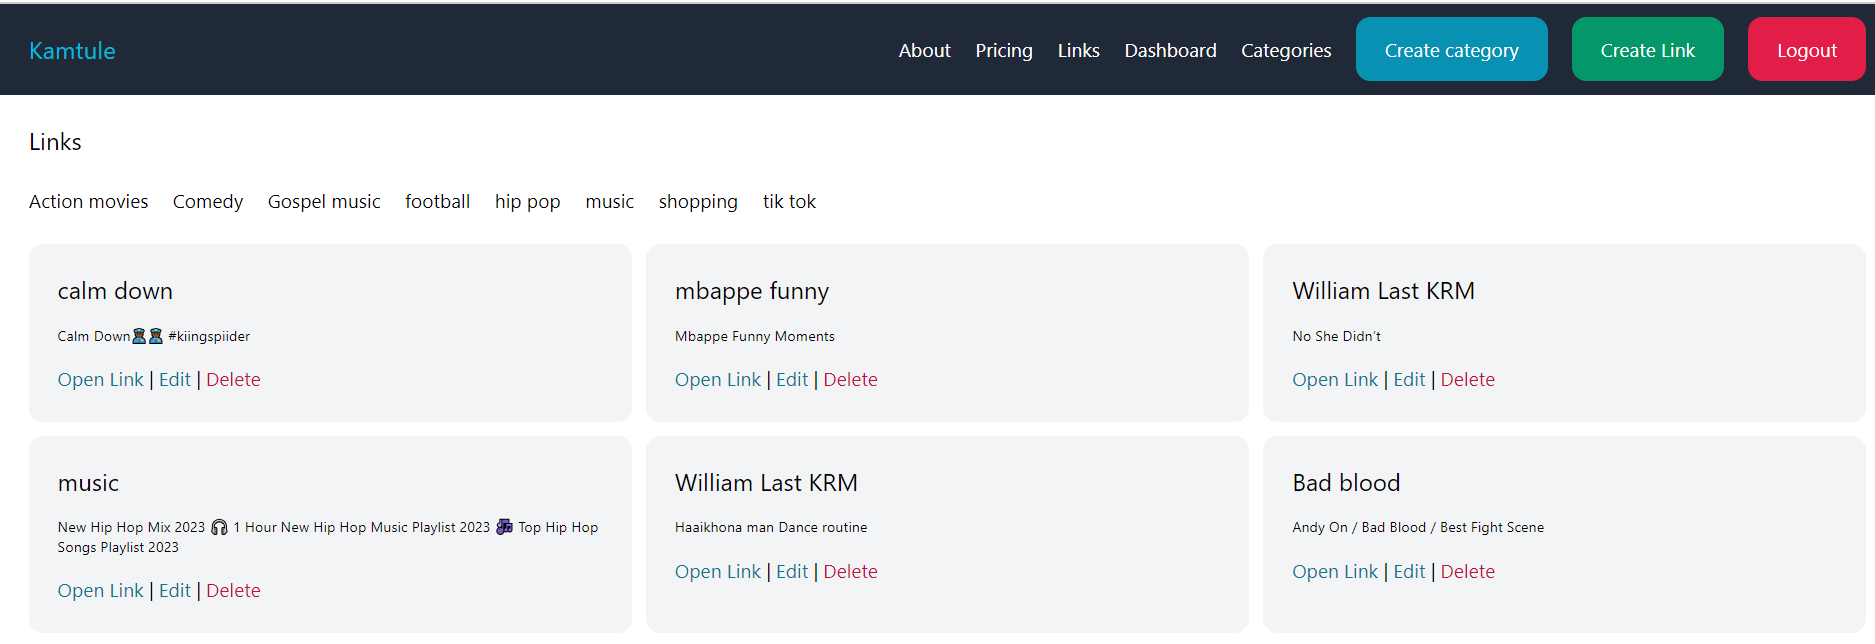 Kamtule About Pricing Links Dashboard Categories Create category Create Link Logout
Links
Action movies Comedy Gospel music football hip pop music shopping tik tok
calm down
Calm Down👮🏿👮🏿 #kiingspiider
Open Link | Edit | Delete
mbappe funny
Mbappe Funny Moments
Open Link | Edit | Delete
William Last KRM
No She Didn't
Open Link | Edit | Delete
music
New Hip Hop Mix 2023 🎧 1 Hour New Hip Hop Music Playlist 2023 🎶 Top Hip Hop
Songs Playlist 2023
Open Link | Edit | Delete
William Last KRM
Haaikhona man Dance routine
Open Link | Edit | Delete
Bad blood
Andy On / Bad Blood / Best Fight Scene
Open Link | Edit | Delete